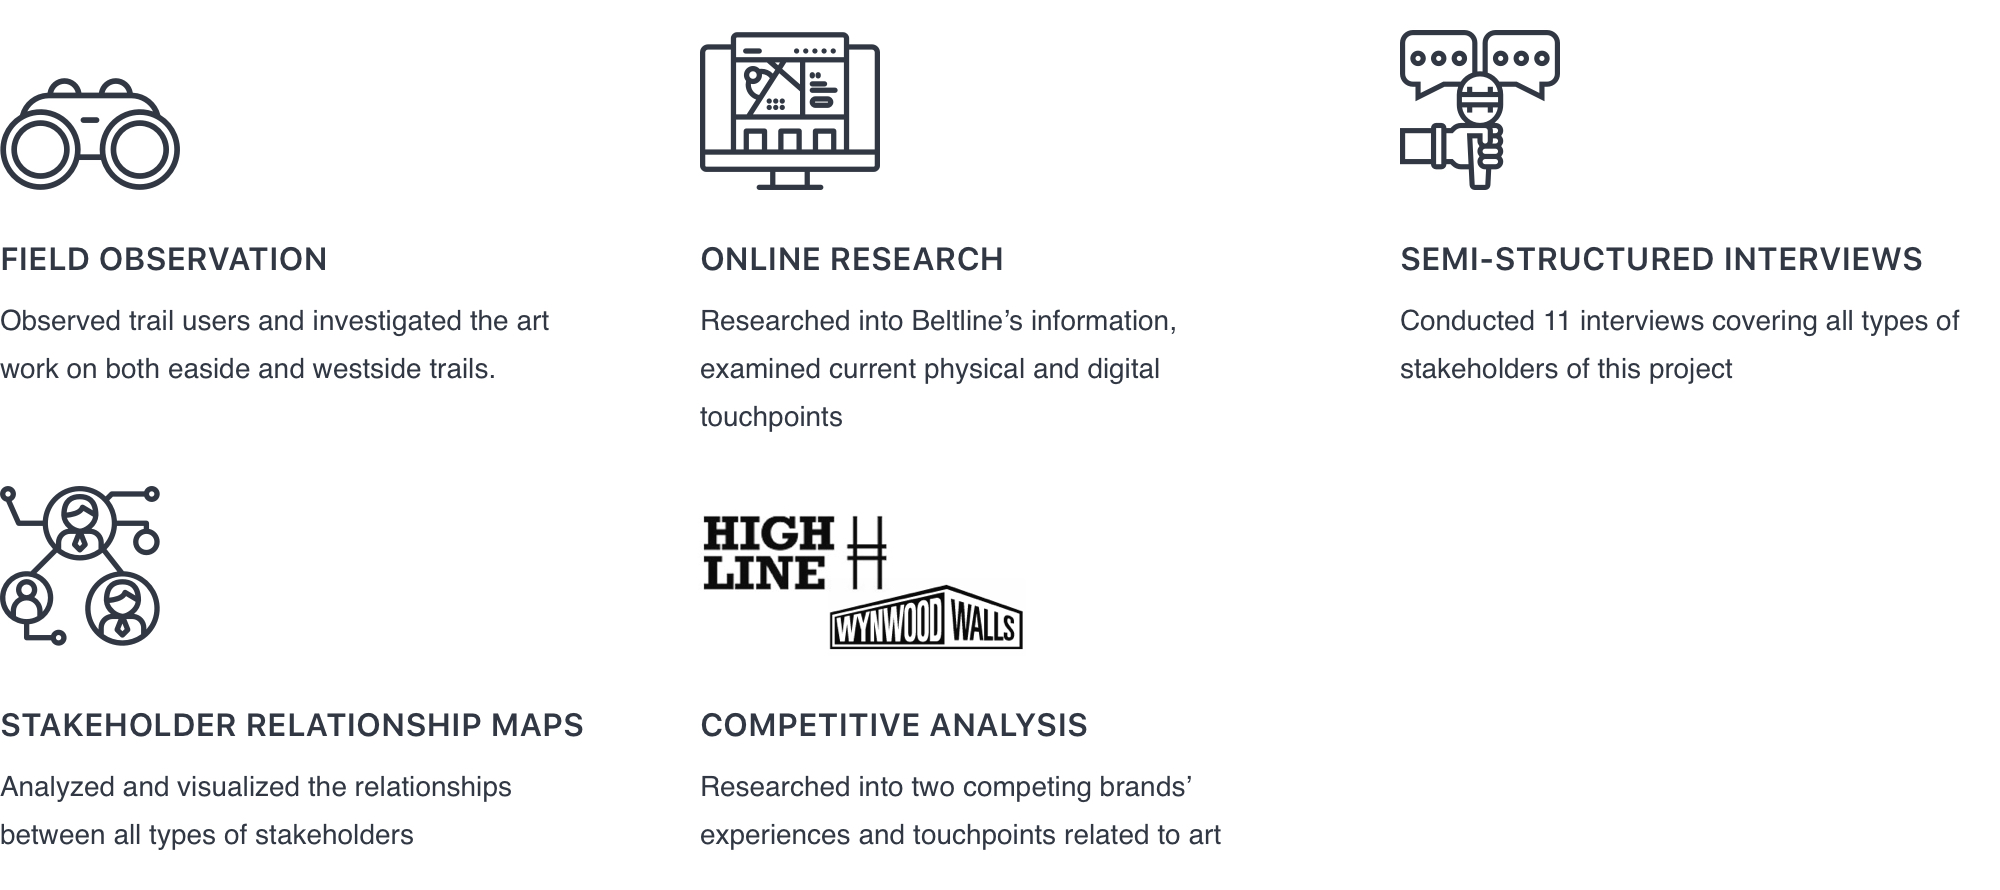 FIELD OBSERVATION
Observed trail users and investigated the art
work on both easide and westside trails.
ONLINE RESEARCH
Researched into Beltline’s information,
examined current physical and digital
touchpoints
SEMI-STRUCTURED INTERVIEWS
Conducted 11 interviews covering all types of
stakeholders of this project
STAKEHOLDER RELATIONSHIP MAPS
Analyzed and visualized the relationships
between all types of stakeholders
HIGH
LINE
WYNWOOD WALLS
COMPETITIVE ANALYSIS
Researched into two competing brands’
experiences and touchpoints related to art